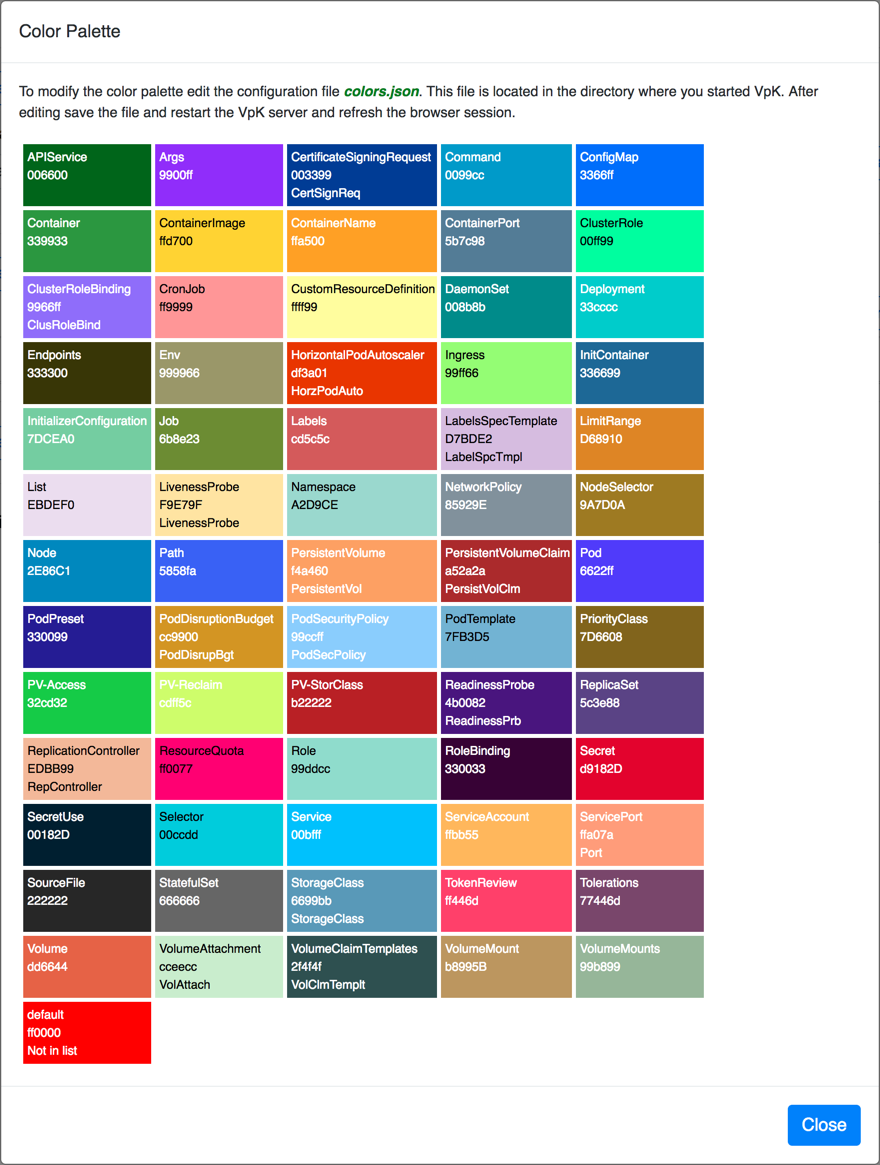 Color Palette
To modify the color palette edit the configuration file colors.json. This file is located in the directory where you started VpK. After
editing save the file and restart the VpK server and refresh the browser session.
APIService
006600
Args
9900ff
CertificateSigningRequest
003399
CertSignReq
Command
0099cc
ConfigMap
3366ff
Container
339933
ContainerImage
ffd700
ContainerName
ffa500
ContainerPort
5b7c98
ClusterRole
00ff99
ClusterRoleBinding
9966ff
ClusRoleBind
CronJob
ff9999
CustomResourceDefinition
ffff99
DaemonSet
008b8b
Deployment
33cccc
Endpoints
333300
Env
999966
HorizontalPodAutoscaler
df3a01
HorzPodAuto
Ingress
99ff66
InitContainer
336699
InitializerConfiguration
7DCEA0
Job
6b8e23
Labels
cd5c5c
LabelsSpecTemplate
D7BDE2
LabelSpcTmpl
LimitRange
D68910
List
EBDEF0
LivenessProbe
F9E79F
LivenessProbe
Namespace
A2D9CE
NetworkPolicy
85929E
NodeSelector
9A7D0A
Node
2E86C1
Path
5858fa
PersistentVolume
f4a460
PersistentVol
PersistentVolumeClaim
a52a2a
PersistVolClm
Pod
6622ff
PodPreset
330099
PodDisruptionBudget
cc9900
PodDisrupBgt
PodSecurityPolicy
99ccff
PodSecPolicy
PodTemplate
7FB3D5
PriorityClass
7D6608
PV-Access
32cd32
PV-Reclaim
cdff5c
PV-StorClass
b22222
ReadinessProbe
4b0082
ReadinessPrb
ReplicaSet
5c3e88
ReplicationController
EDBB99
RepController
ResourceQuota
ff0077
Role
99ddcc
RoleBinding
330033
Secret
d9182D
SecretUse
00182D
Selector
00ccdd
Service
00bfff
ServiceAccount
ffbb55
ServicePort
ffa07a
Port
SourceFile
222222
StatefulSet
666666
StorageClass
6699bb
StorageClass
TokenReview
ff446d
Tolerations
77446d
Volume
dd6644
VolumeAttachment
cceecc
VolAttach
VolumeClaimTemplates
2f4f4f
VolClmTemplt
VolumeMount
b8995B
VolumeMounts
99b899
default
ff0000
Not in list
Close